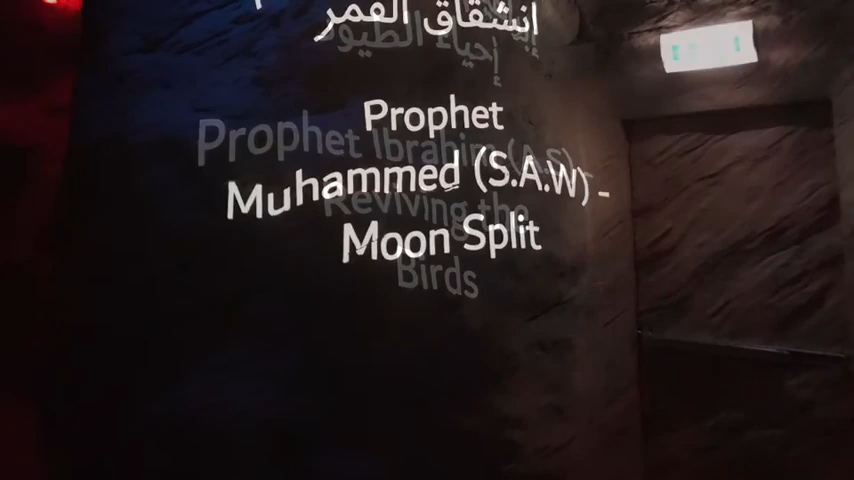 انشقاق القمر
إحياء الطيور
Prophet
Muhammed (S.A.W) -
Moon Split
Prophet Ibrahim (A.S) -
Reviving the
Birds